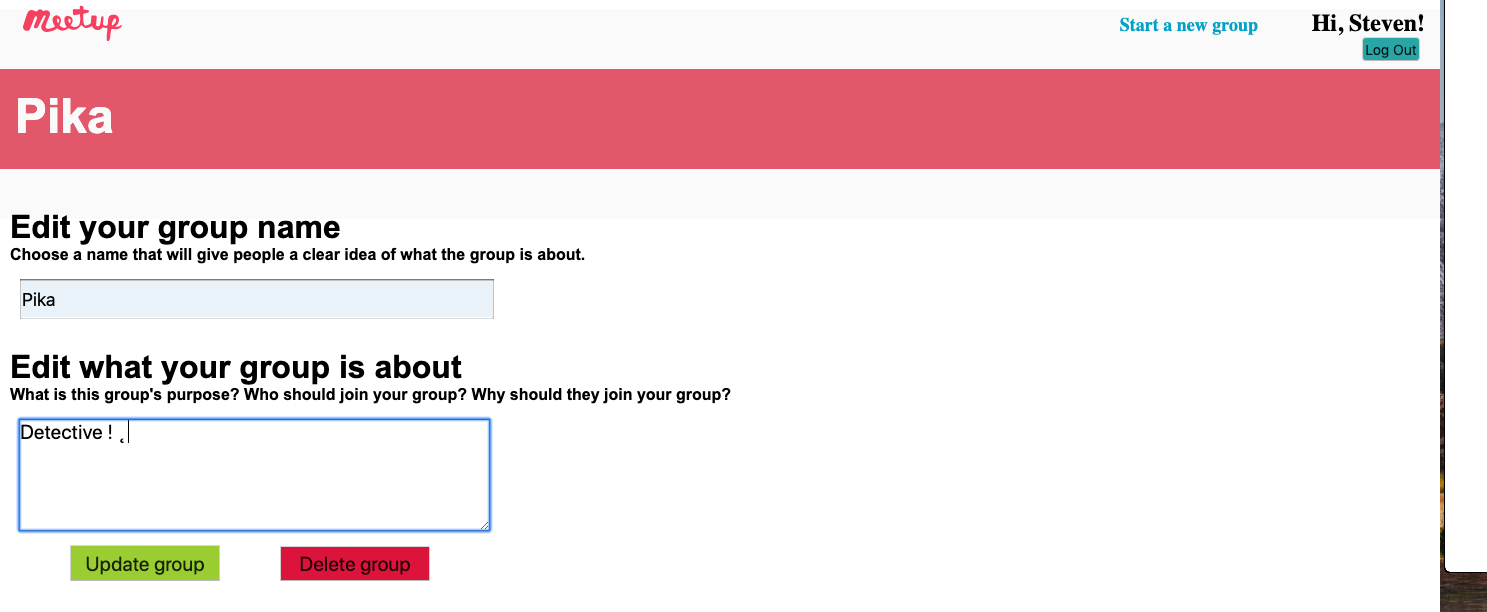 Meetup
Start a new group
Hi, Steven!
Log Out
Pika
Edit your group name
Choose a name that will give people a clear idea of what the group is about.
Pika
Edit what your group is about
What is this group's purpose? Who should join your group? Why should they join your group?
Detective ! ˛
Update group
Delete group